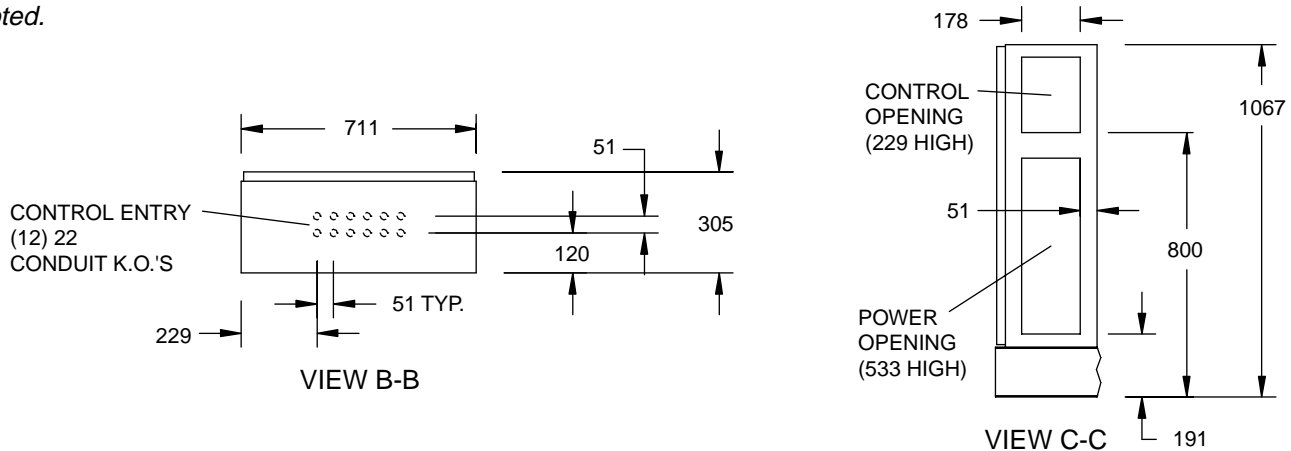 711
51
305
120
CONTROL ENTRY
(12) 22
CONDUIT K.O.'S
51 TYP.
229
VIEW B-B
178
CONTROL
OPENING
(229 HIGH)
1067
51
800
POWER
OPENING
(533 HIGH)
191
VIEW C-C